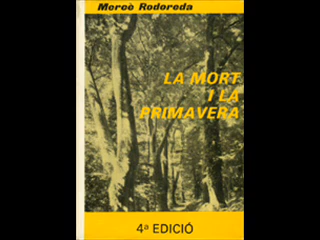 Mercè Rodoreda
LA MORT
I LA
PRIMAVERA
4ª EDICIÓ